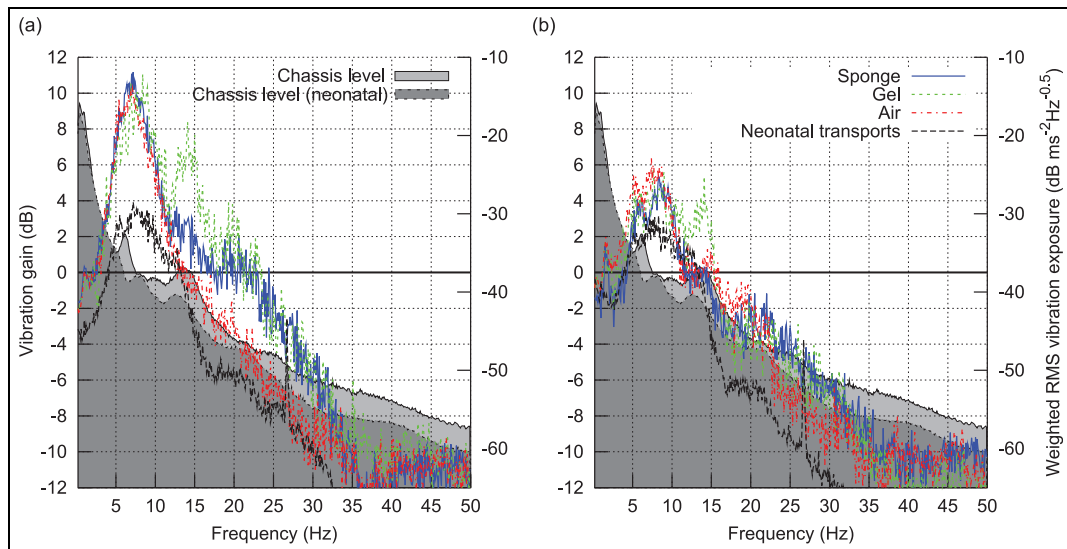 (a)
12
10
8
6
4
2
0
-2
-4
-6
-8
-10
-12
Vibration gain (dB)
Chassis level
Chassis level (neonatal)
-10
-20
-30
-40
-50
-60
5 10 15 20 25 30 35 40 45 50
Frequency (Hz)
(b)
12
10
8
6
4
2
0
-2
-4
-6
-8
-10
-12
Sponge
Gel
Air
Neonatal transports
-10
-20
-30
-40
-50
-60
Weighted RMS vibration exposure (dB ms⁻²Hz⁻⁰·⁵)
5 10 15 20 25 30 35 40 45 50
Frequency (Hz)